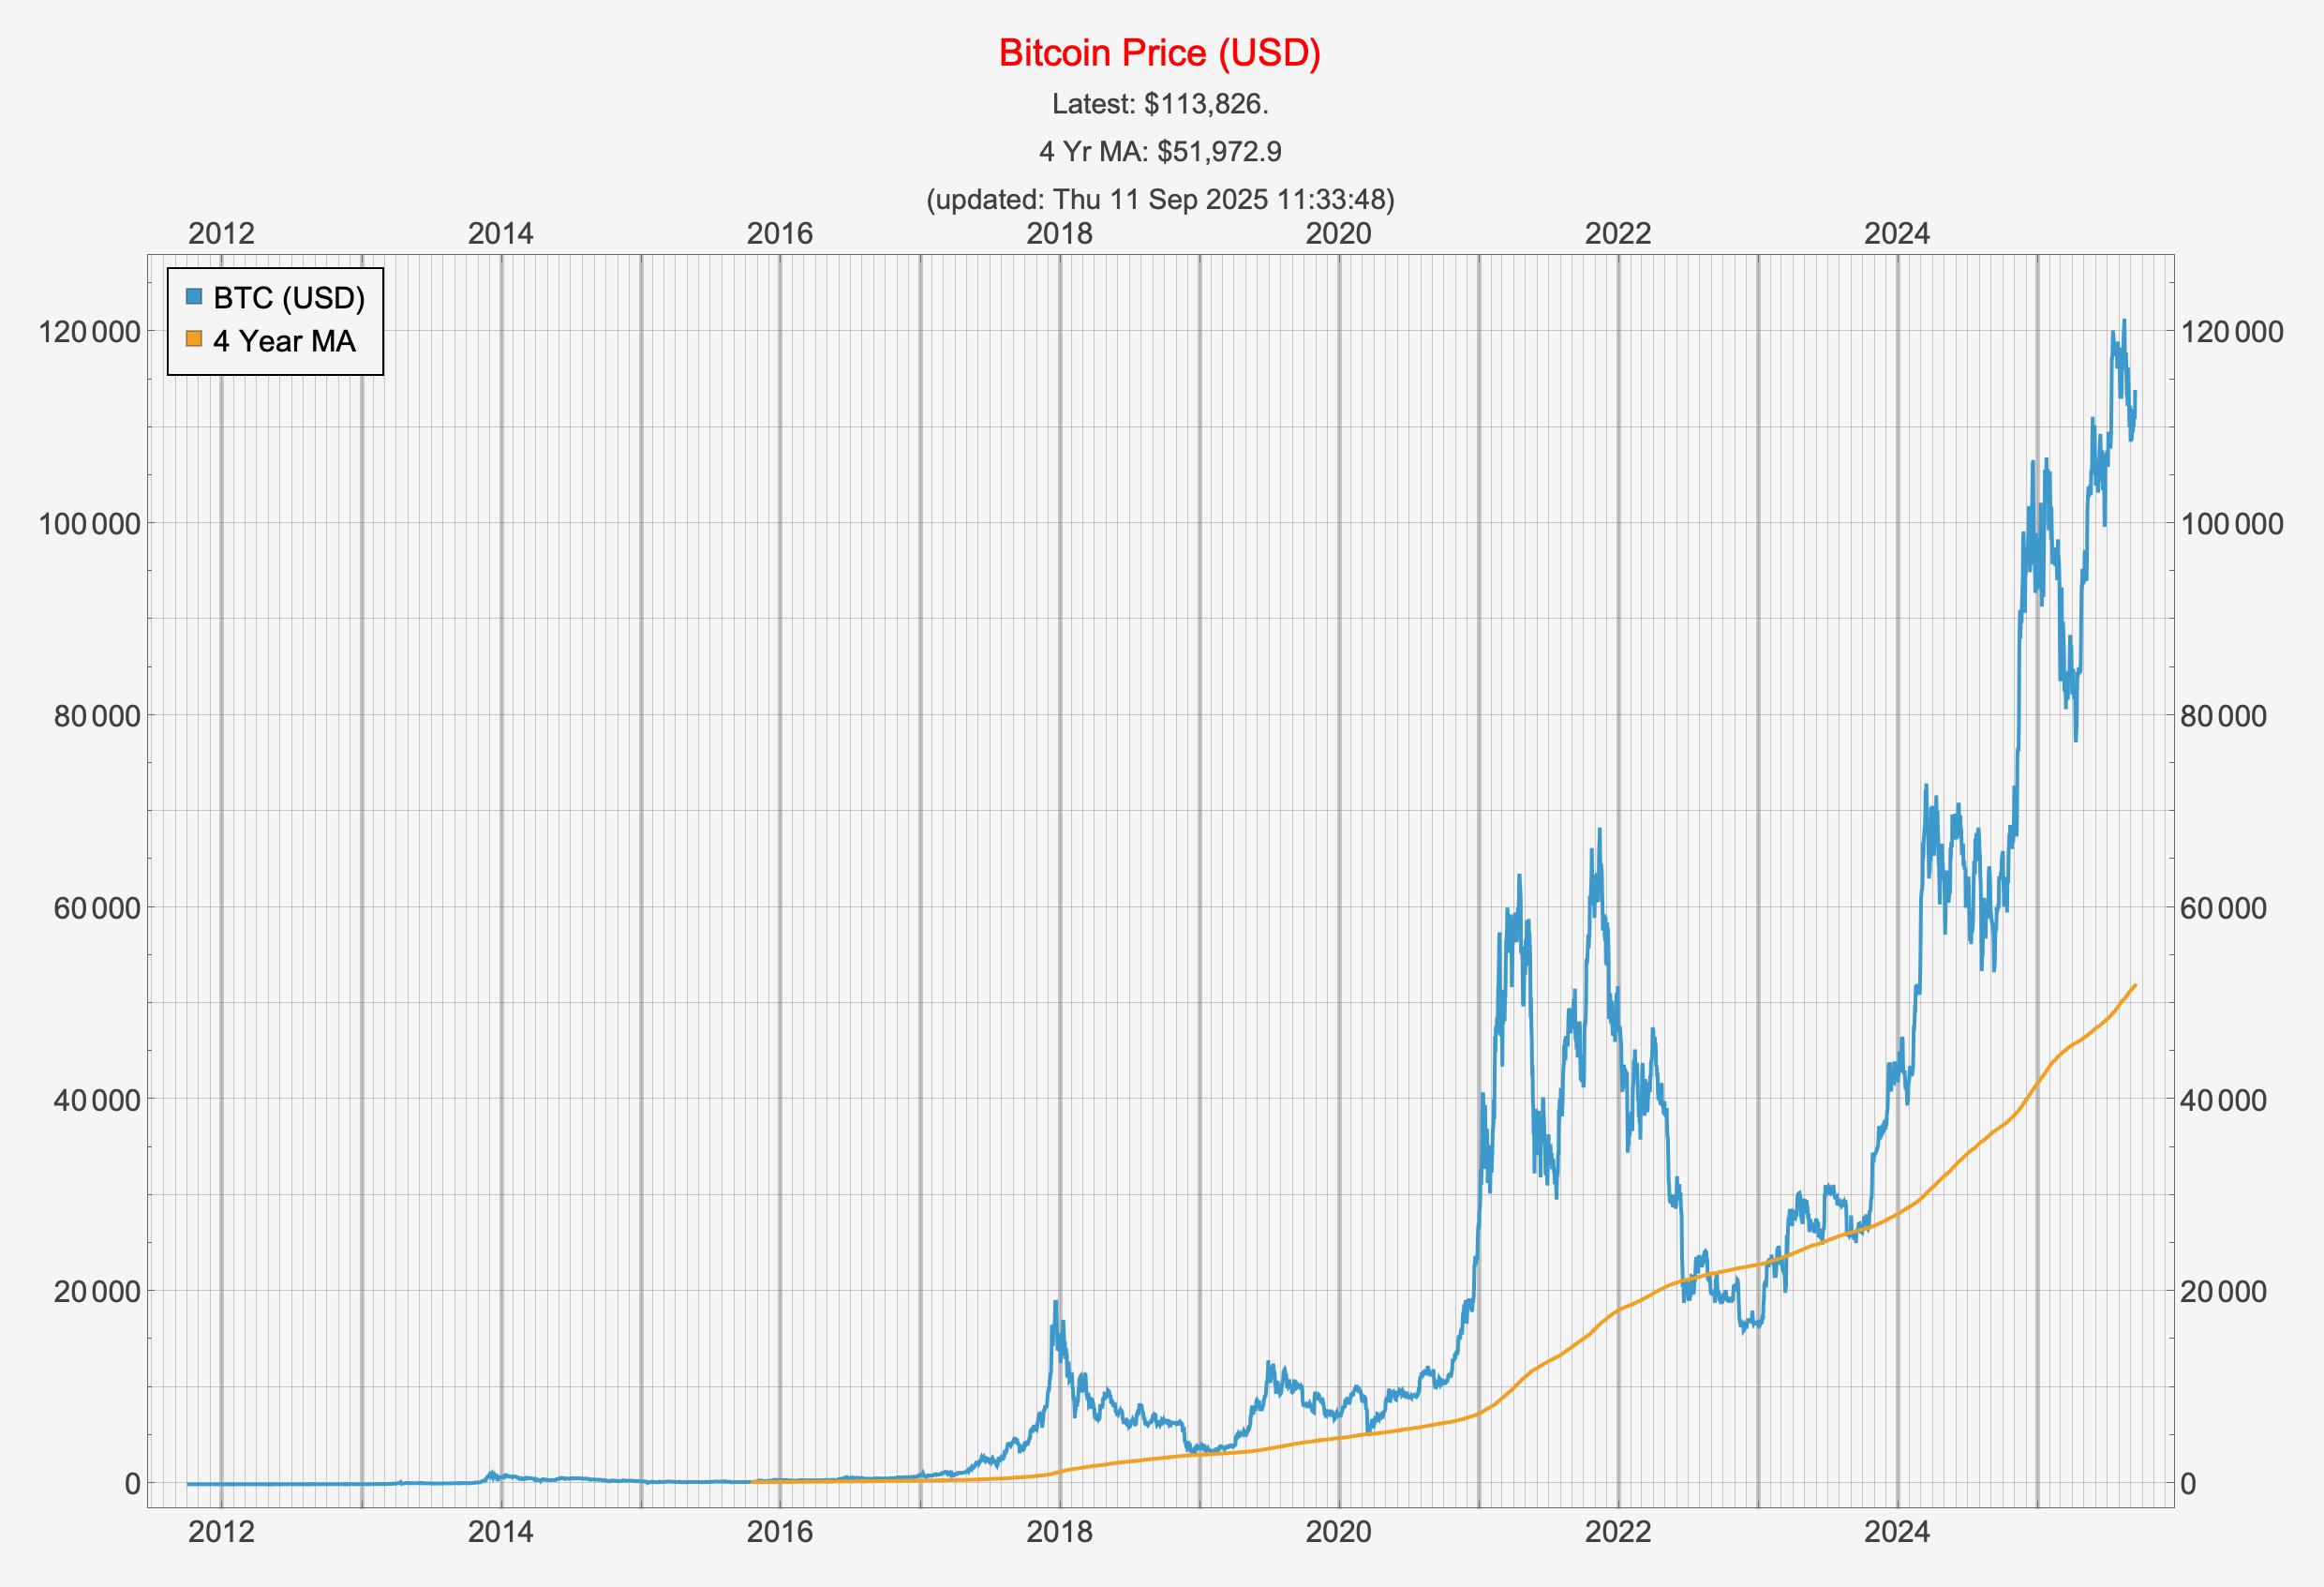 Bitcoin Price (USD)
Latest: $113,826.
4 Yr MA: $51,972.9
(updated: Thu 11 Sep 2025 11:33:48)
2012 2014 2016 2018 2020 2022 2024
BTC (USD)
4 Year MA
120 000 120 000
100 000 100 000
80 000 80 000
60 000 60 000
40 000 40 000
20 000 20 000
0 0
2012 2014 2016 2018 2020 2022 2024